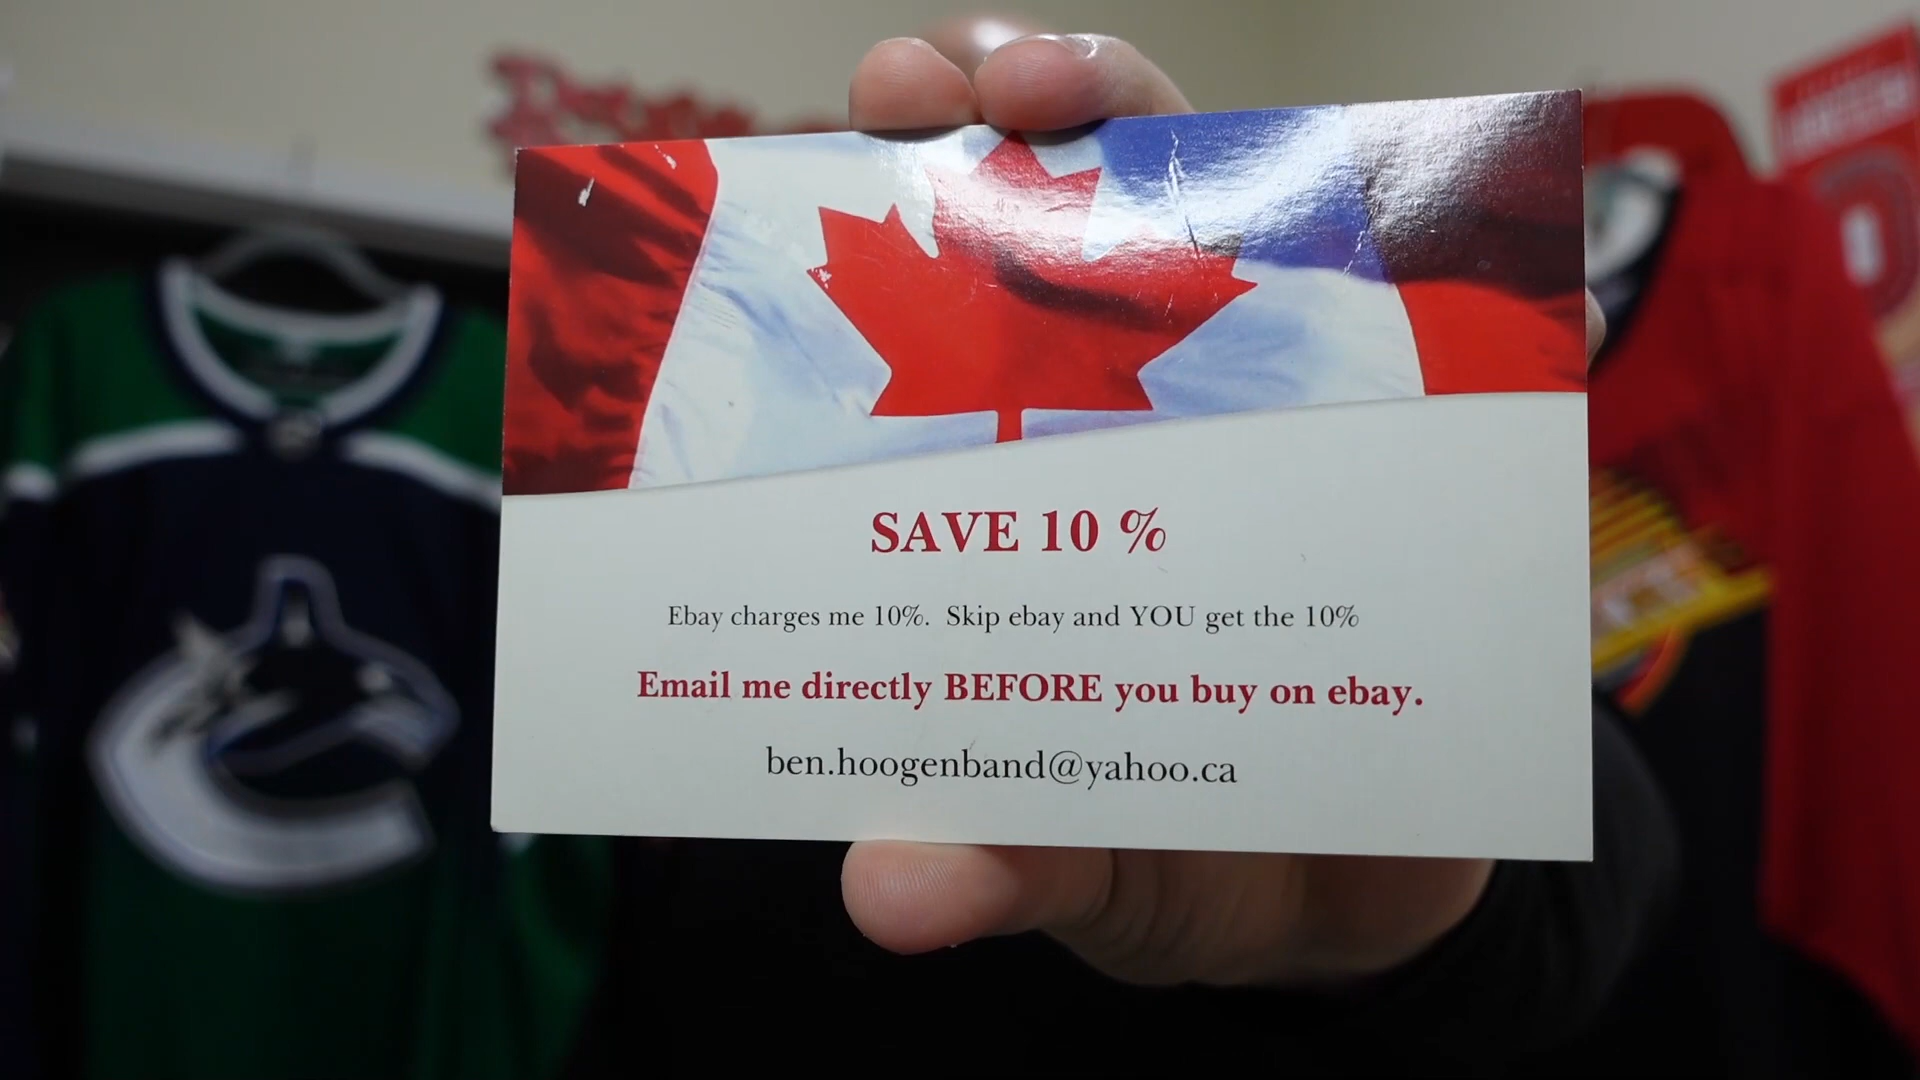 SAVE 10 %
Ebay charges me 10%. Skip ebay and YOU get the 10%
Email me directly BEFORE you buy on ebay.
ben.hoogenband@yahoo.ca